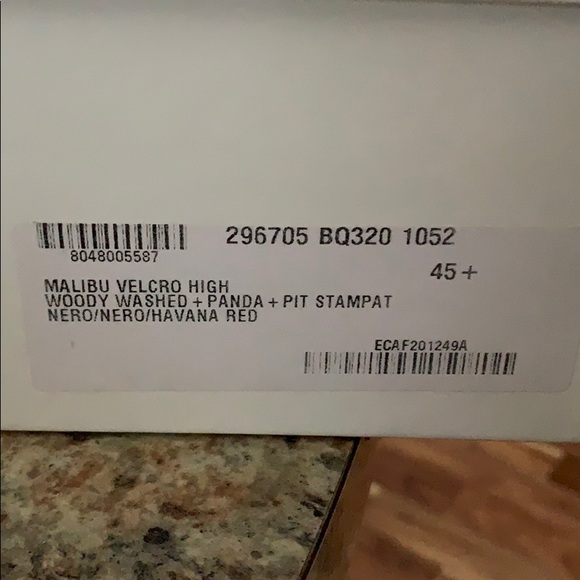 296705 BQ320 1052
8048005587
45+
MALIBU VELCRO HIGH
WOODY WASHED + PANDA + PIT STAMPAT
NERO/NERO/HAVANA RED
ECAF201249A